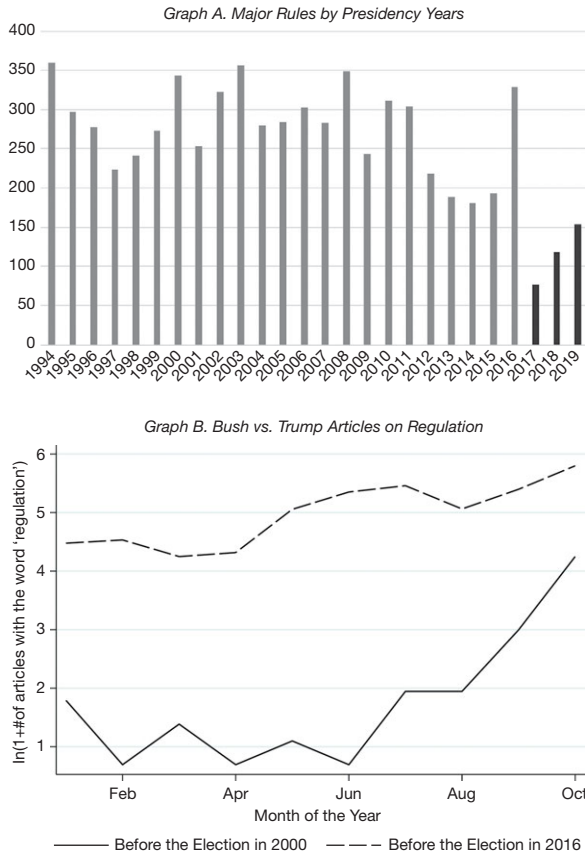 Graph A. Major Rules by Presidency Years
400
350
300
250
200
150
100
50
0
1994 1995 1996 1997 1998 1999 2000 2001 2002 2003 2004 2005 2006 2007 2008 2009 2010 2011 2012 2013 2014 2015 2016 2017 2018 2019
Graph B. Bush vs. Trump Articles on Regulation
ln(1+#of articles with the word ‘regulation’)
6
5
4
3
2
1
Feb Apr Jun Aug Oct
Month of the Year
Before the Election in 2000 Before the Election in 2016